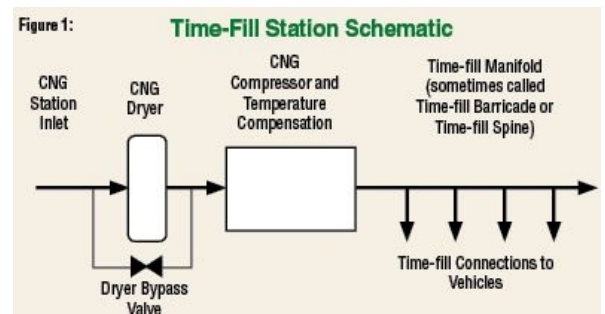 Figure 1:
Time-Fill Station Schematic
CNG
Station
Inlet
CNG
Dryer
CNG
Compressor and
Temperature
Compensation
Time-fill Manifold
(sometimes called
Time-fill Barricade or
Time-fill Spine)
Dryer Bypass
Valve
Time-fill Connections to
Vehicles